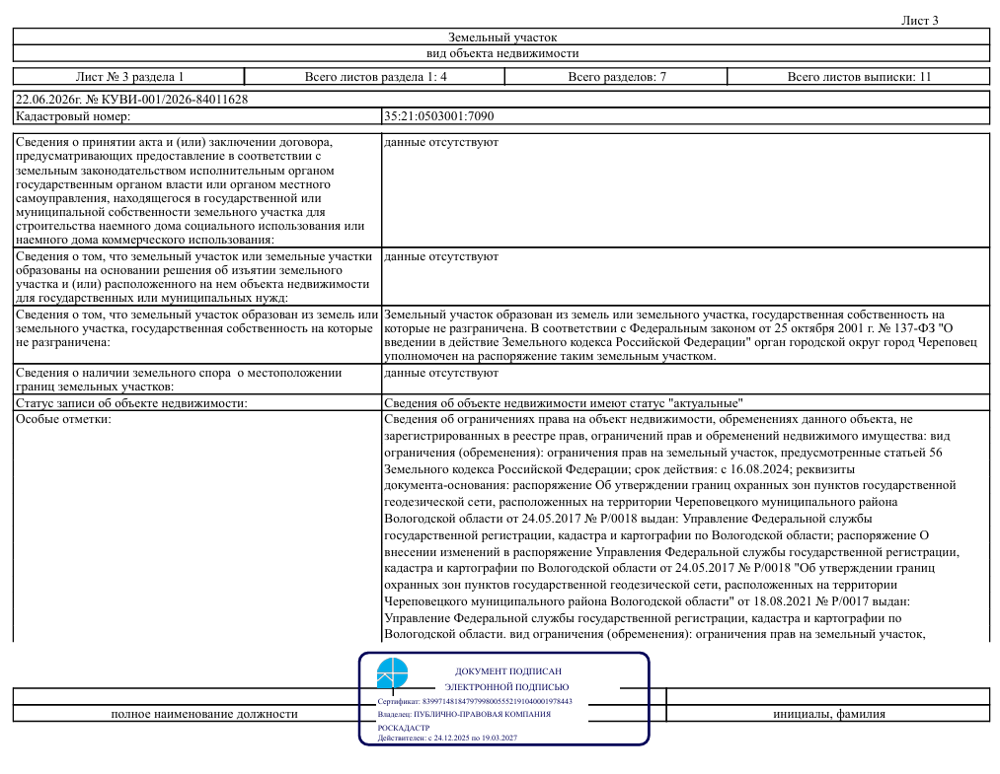 Лист 3
Земельный участок
вид объекта недвижимости
Лист № 3 раздела 1
Всего листов раздела 1: 4
Всего разделов: 7
Всего листов выписки: 11
22.06.2026г. № КУВИ-001/2026-84011628
Кадастровый номер:
35:21:0503001:7090
Сведения о принятии акта и (или) заключении договора,
предусматривающих предоставление в соответствии с
земельным законодательством исполнительным органом
государственным органом власти или органом местного
самоуправления, находящегося в государственной или
муниципальной собственности земельного участка для
строительства наемного дома социального использования или
наемного дома коммерческого использования:
данные отсутствуют
Сведения о том, что земельный участок или земельные участки
образованы на основании решения об изъятии земельного
участка и (или) расположенного на нем объекта недвижимости
для государственных или муниципальных нужд:
данные отсутствуют
Сведения о том, что земельный участок образован из земель или
земельного участка, государственная собственность на которые
не разграничена:
Земельный участок образован из земель или земельного участка, государственная собственность на
которые не разграничена. В соответствии с Федеральным законом от 25 октября 2001 г. № 137-ФЗ "О
введении в действие Земельного кодекса Российской Федерации" орган городской округ город Череповец
уполномочен на распоряжение таким земельным участком.
Сведения о наличии земельного спора о местоположении
границ земельных участков:
данные отсутствуют
Статус записи об объекте недвижимости:
Сведения об объекте недвижимости имеют статус "актуальные"
Особые отметки:
Сведения об ограничениях права на объект недвижимости, обременениях данного объекта, не
зарегистрированных в реестре прав, ограничений прав и обременений недвижимого имущества: вид
ограничения (обременения): ограничения прав на земельный участок, предусмотренные статьей 56
Земельного кодекса Российской Федерации; срок действия: с 16.08.2024; реквизиты
документа-основания: распоряжение Об утверждении границ охранных зон пунктов государственной
геодезической сети, расположенных на территории Череповецкого муниципального района
Вологодской области от 24.05.2017 № Р/0018 выдан: Управление Федеральной службы
государственной регистрации, кадастра и картографии по Вологодской области; распоряжение О
внесении изменений в распоряжение Управления Федеральной службы государственной регистрации,
кадастра и картографии по Вологодской области от 24.05.2017 № Р/0018 "Об утверждении границ
охранных зон пунктов государственной геодезической сети, расположенных на территории
Череповецкого муниципального района Вологодской области" от 18.08.2021 № Р/0017 выдан:
Управление Федеральной службы государственной регистрации, кадастра и картографии по
Вологодской области. вид ограничения (обременения): ограничения прав на земельный участок,
ДОКУМЕНТ ПОДПИСАН
ЭЛЕКТРОННОЙ ПОДПИСЬЮ
Сертификат: 83997148184797998005552191040001978443
Владелец: ПУБЛИЧНО-ПРАВОВАЯ КОМПАНИЯ
РОСКАДАСТР
Действителен: с 24.12.2025 по 19.03.2027
полное наименование должности
инициалы, фамилия